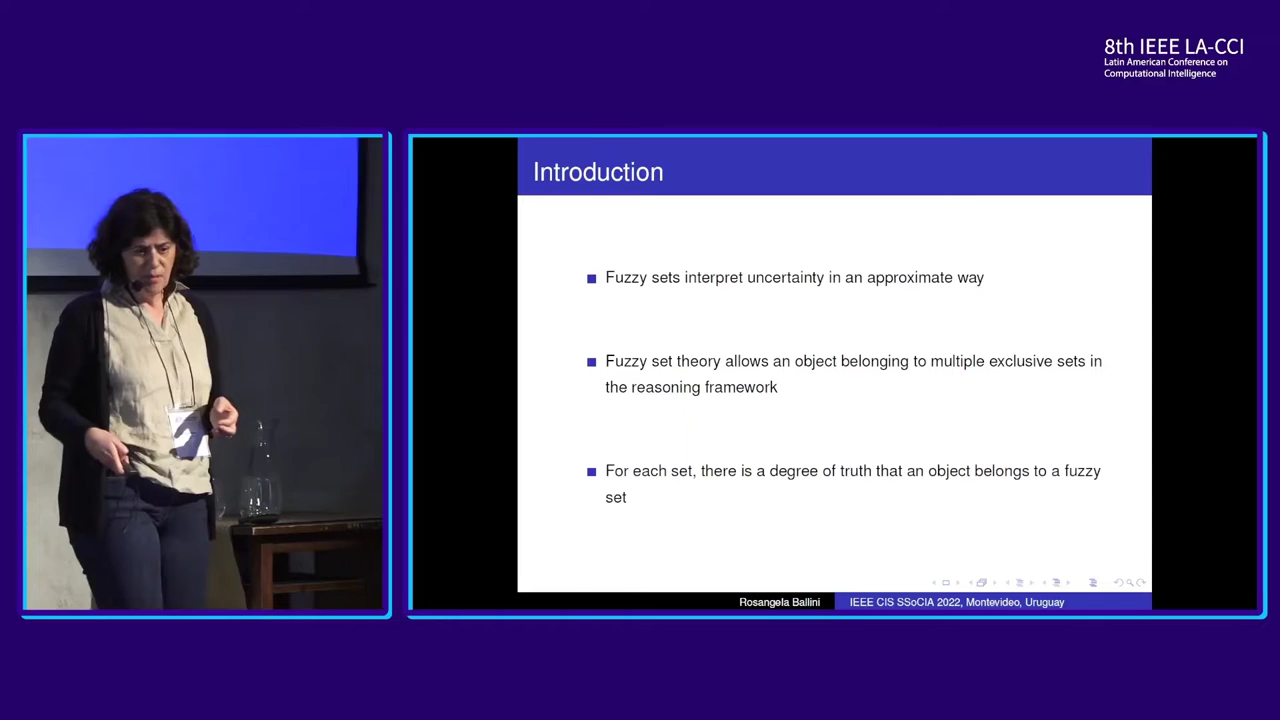 8th IEEE LA-CCI
Latin American Conference on
Computational Intelligence
Introduction
Fuzzy sets interpret uncertainty in an approximate way
Fuzzy set theory allows an object belonging to multiple exclusive sets in
the reasoning framework
For each set, there is a degree of truth that an object belongs to a fuzzy
set
Rosangela Ballini
IEEE CIS SSoCIA 2022, Montevideo, Uruguay